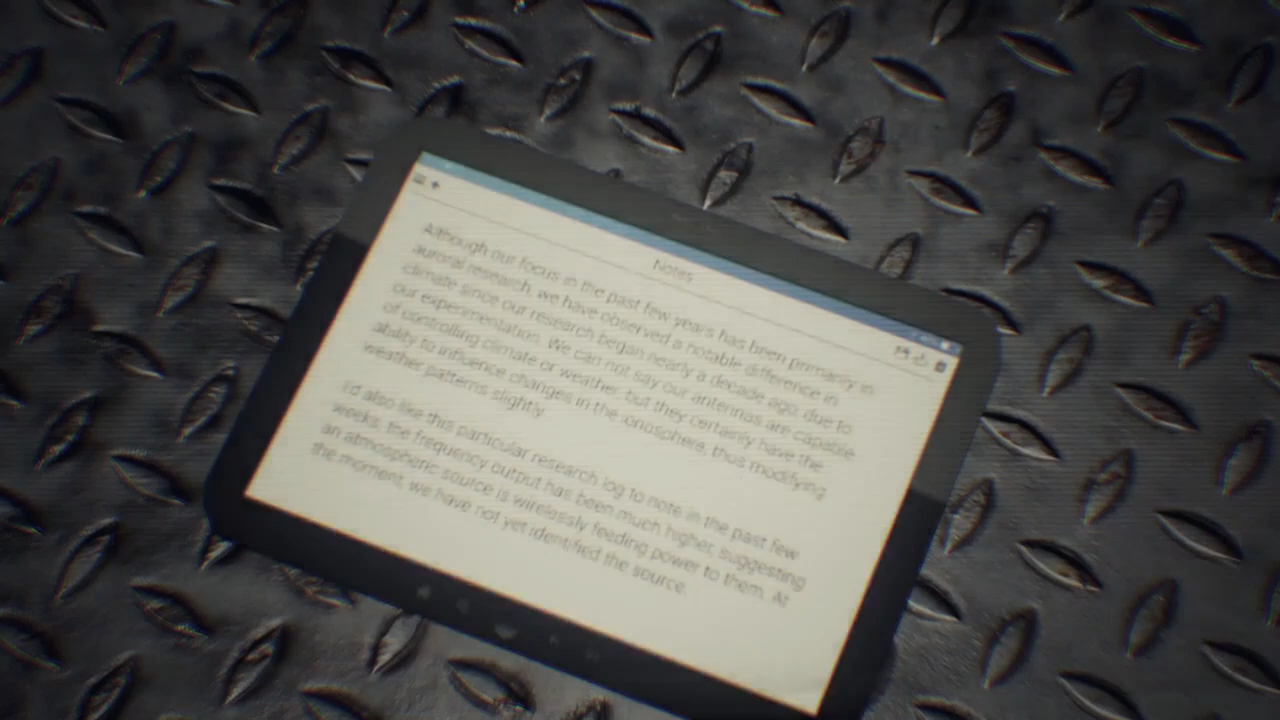 Notes
Although our focus in the past few years has been primarily in
auroral research, we have observed a notable difference in
climate since our research began nearly a decade ago, due to
our experimentation. We can not say our antennas are capable
of controlling climate or weather, but they certainly have the
ability to influence changes in the ionosphere, thus modifying
weather patterns slightly.
I'd also like this particular research log to note in the past few
weeks, the frequency output has been much higher, suggesting
an atmospheric source is wirelessly feeding power to them. At
the moment, we have not yet identified the source.